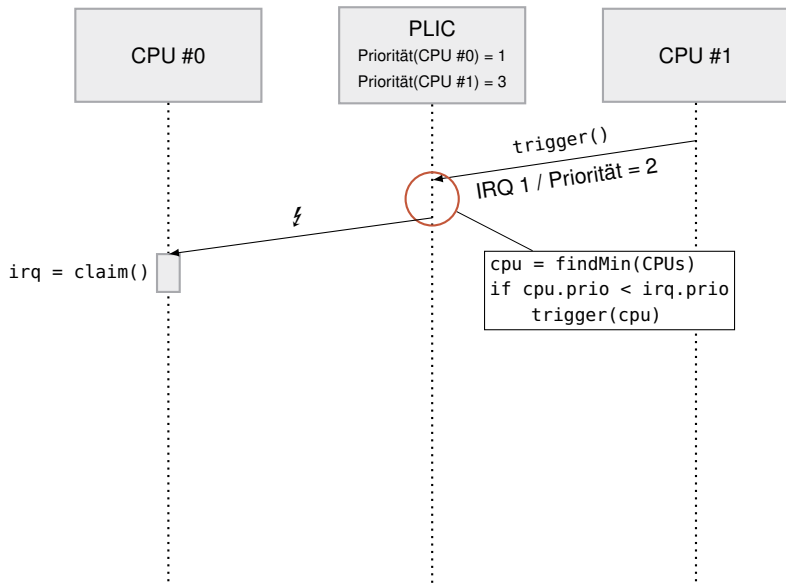 CPU #0
PLIC
Priorität(CPU #0) = 1
Priorität(CPU #1) = 3
CPU #1
trigger()
IRQ 1 / Priorität = 2
irq = claim()
cpu = findMin(CPUs)
if cpu.prio < irq.prio
trigger(cpu)